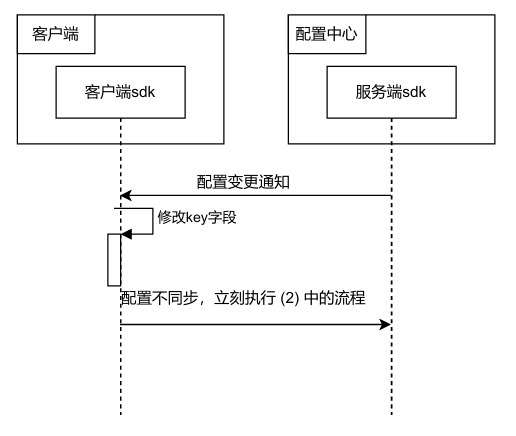 客户端
配置中心
客户端sdk
服务端sdk
配置变更通知
修改key字段
配置不同步，立刻执行 (2) 中的流程